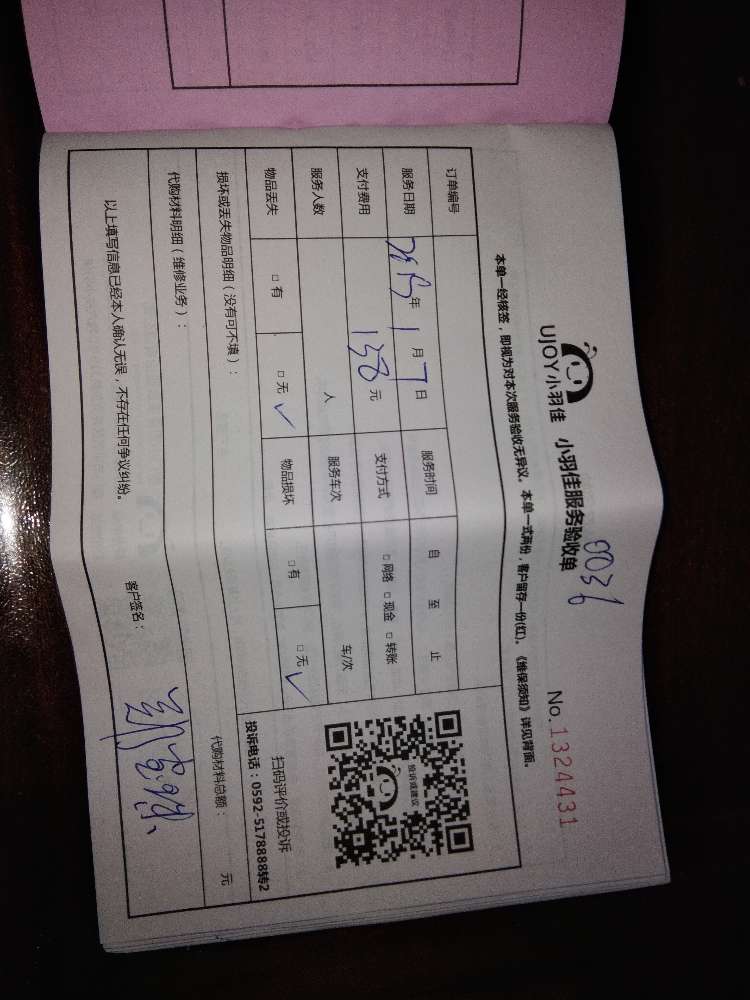 UJOY小羽佳 小羽佳服务验收单 0036 No.1324431
本单一经核签，即视为对本次服务验收无异议。本单一式两份，客户留存一份(红)。《维保须知》详见背面。
订单编号
服务日期 年 1 月 7 日 服务时间 自 至 止
支付费用 138 元 支付方式 □网络 □现金 □转账
服务人数 人 服务车次 车/次
物品丢失 □有 □无 ✓ 物品损坏 □有 □无 ✓
投诉或建议
扫码评价或投诉
投诉电话：0592-5178888转2
损坏或丢失物品明细（没有可不填）：
代购材料明细（维修业务）： 代购材料总额： 元
以上填写信息已经本人确认无误，不存在任何争议纠纷。 客户签名：